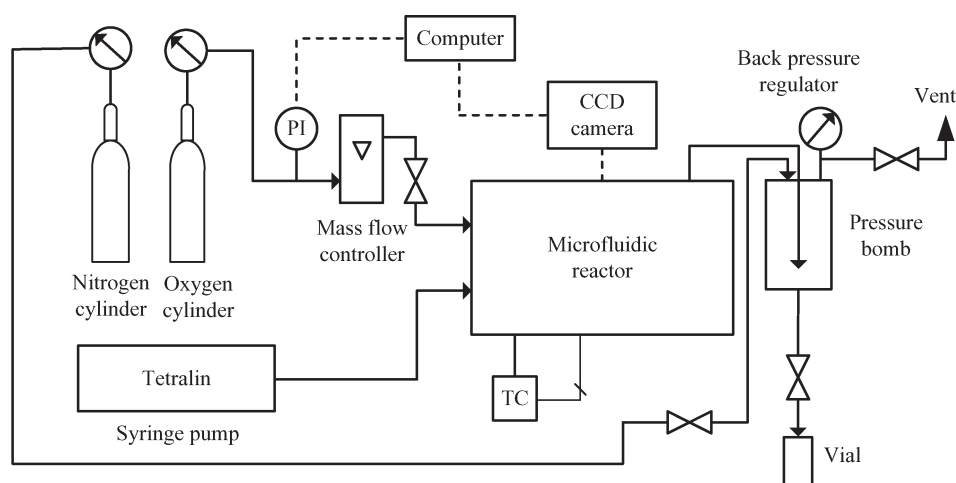 Computer
Back pressure
regulator
Vent
CCD
camera
PI
Mass flow
controller
Microfluidic
reactor
Pressure
bomb
Nitrogen
cylinder
Oxygen
cylinder
Tetralin
TC
Syringe pump
Vial